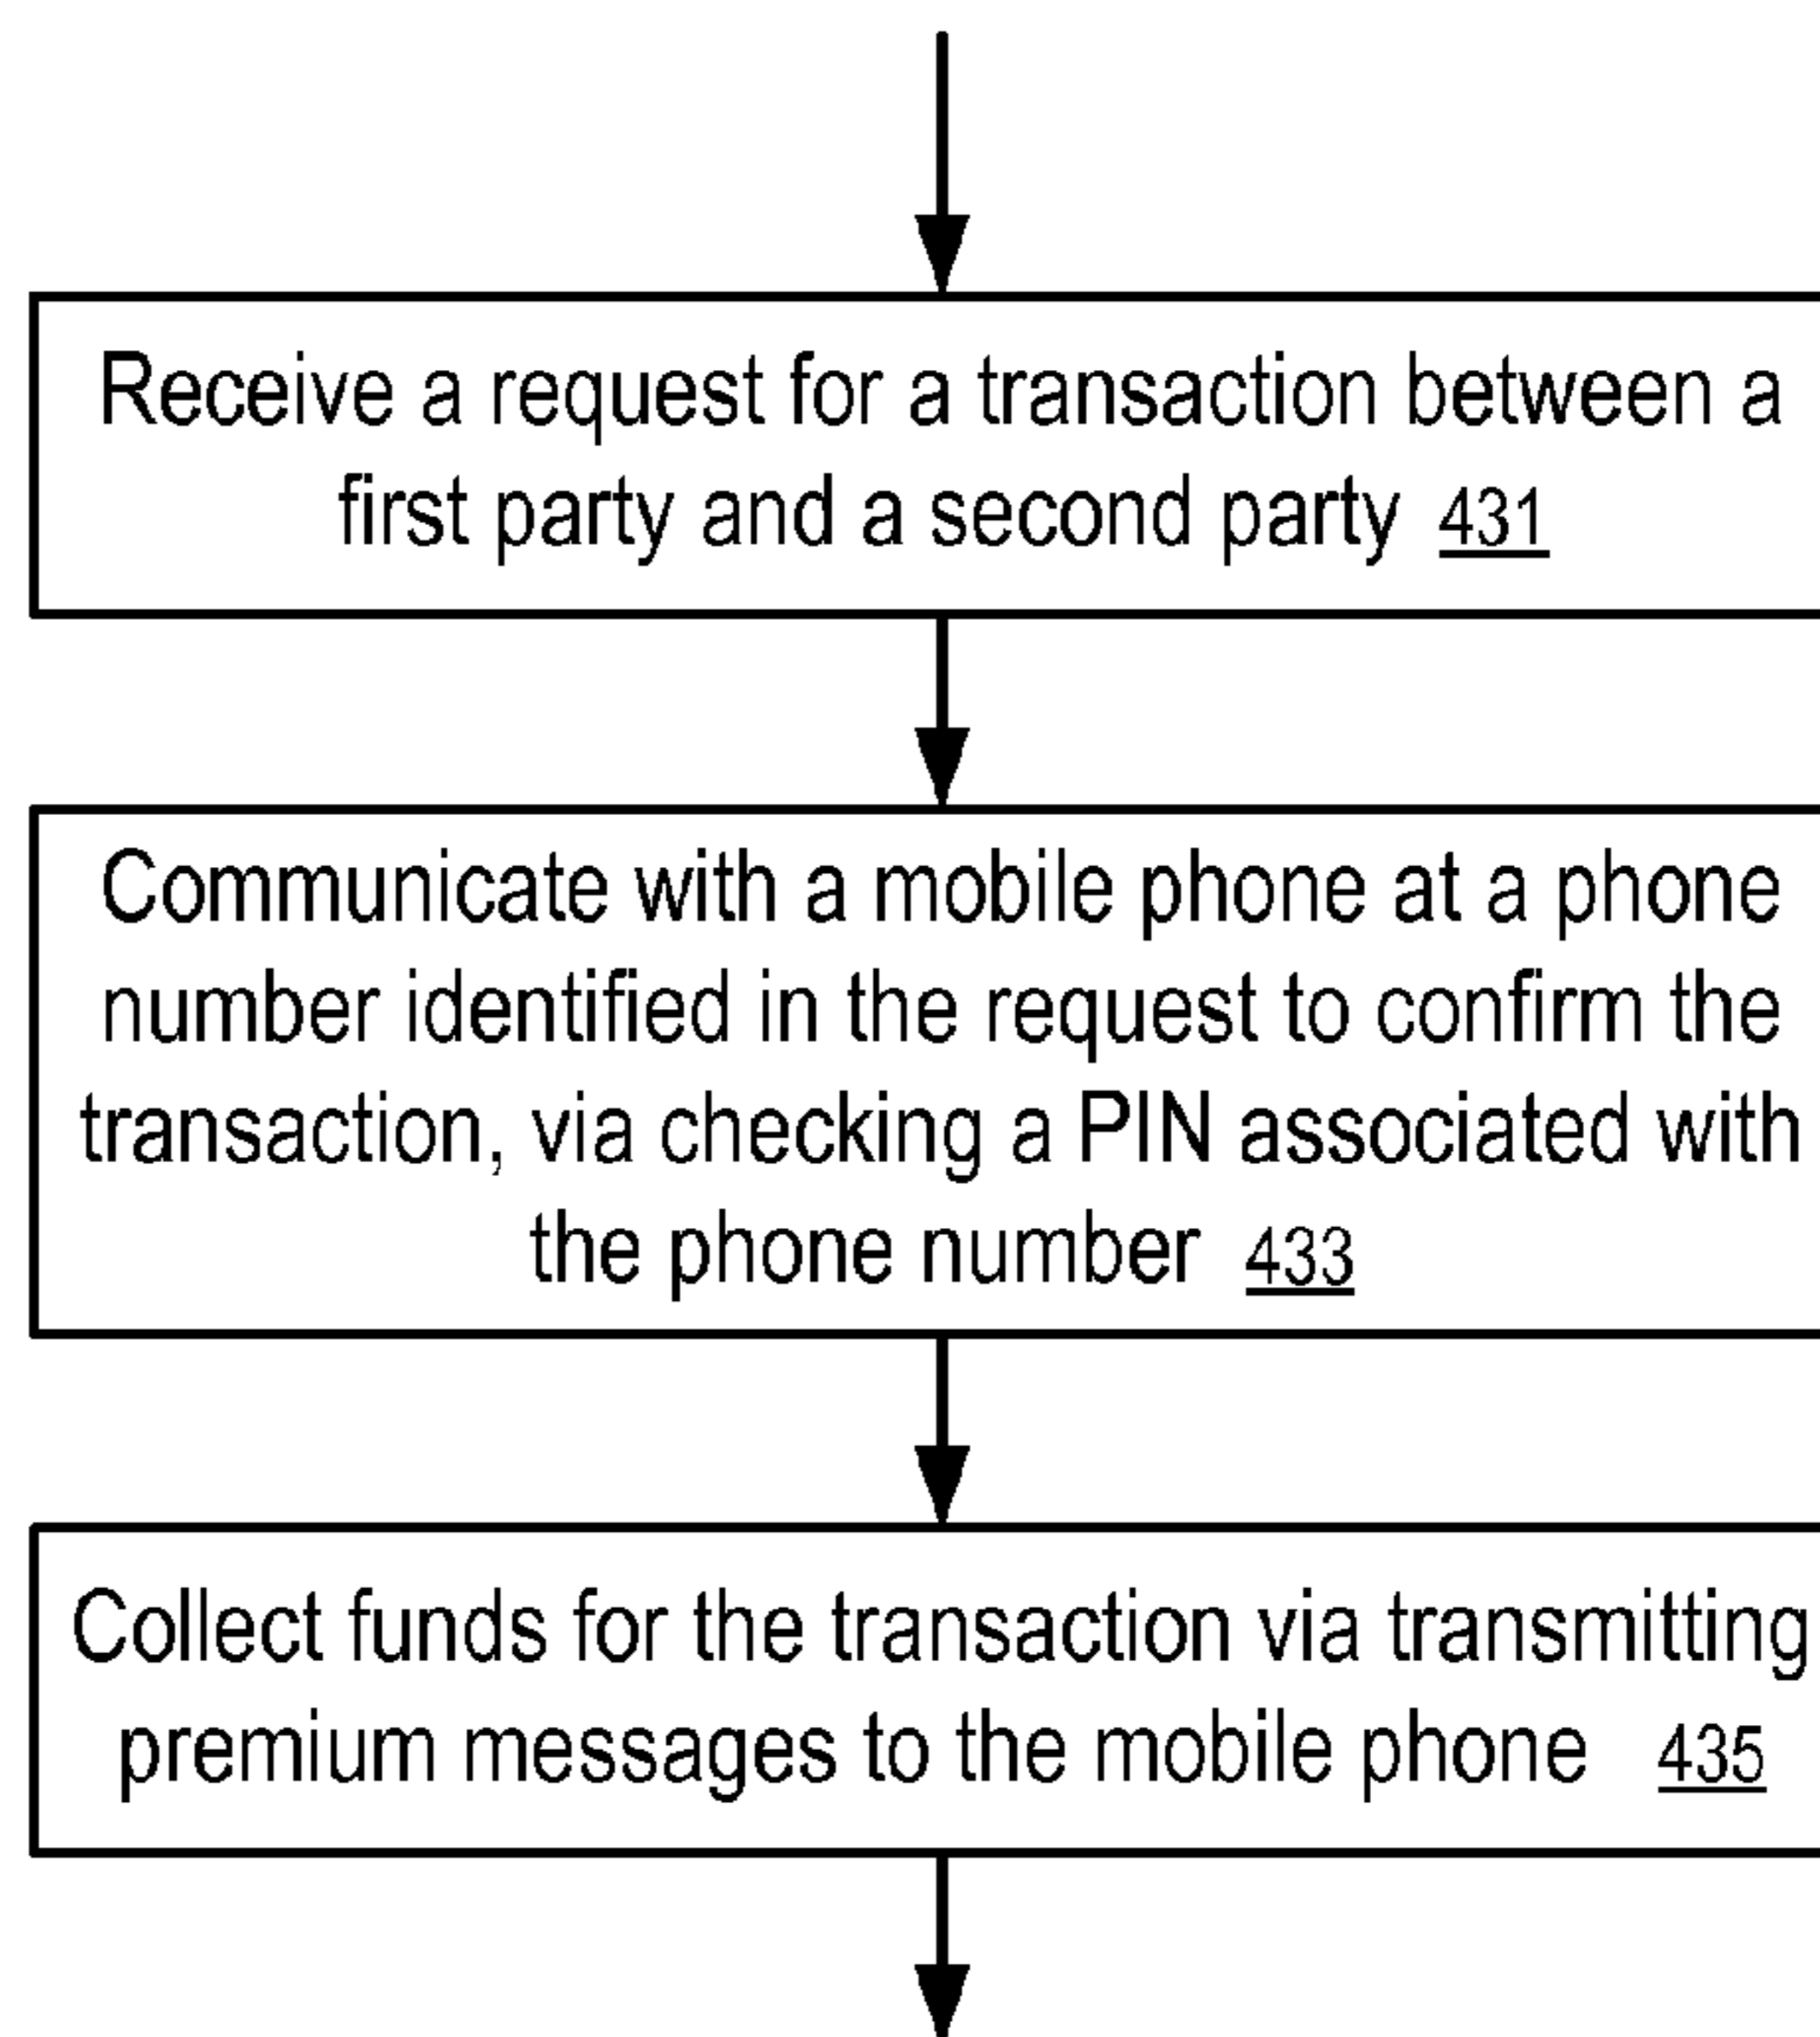 Receive a request for a transaction between a
first party and a second party 431
Communicate with a mobile phone at a phone
number identified in the request to confirm the
transaction, via checking a PIN associated with
the phone number 433
Collect funds for the transaction via transmitting
premium messages to the mobile phone 435